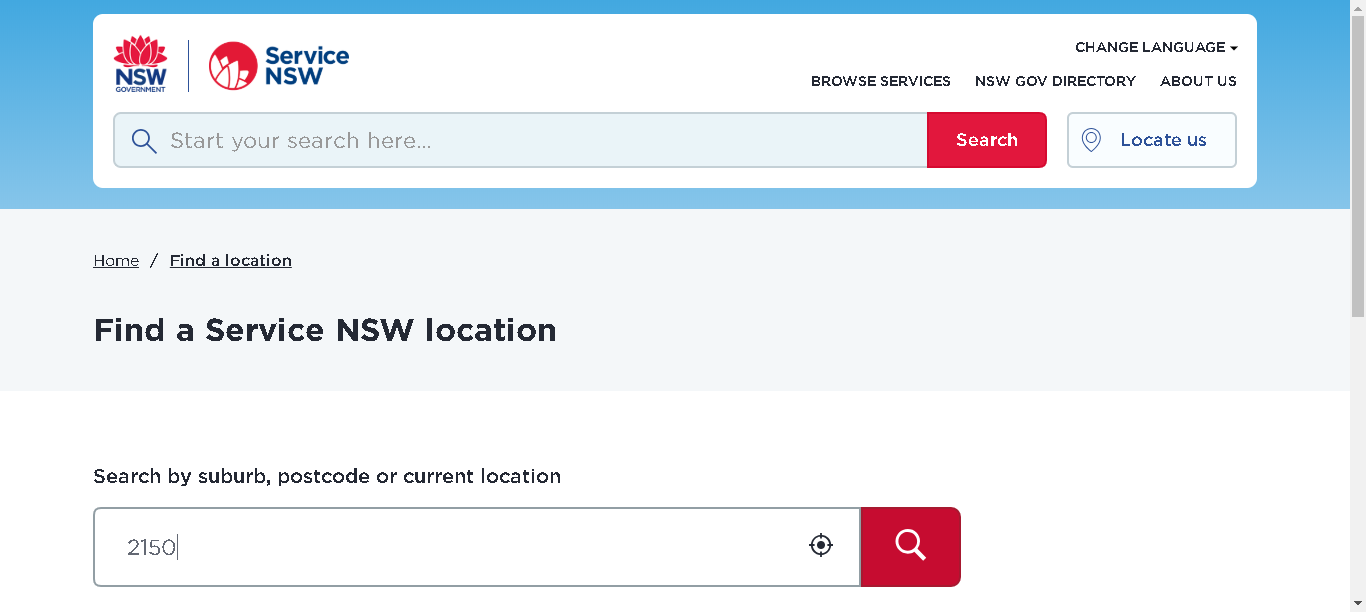 NSW
GOVERNMENT
Service
NSW
CHANGE LANGUAGE
BROWSE SERVICES NSW GOV DIRECTORY ABOUT US
Start your search here...
Search
Locate us
Home / Find a location
Find a Service NSW location
Search by suburb, postcode or current location
2150